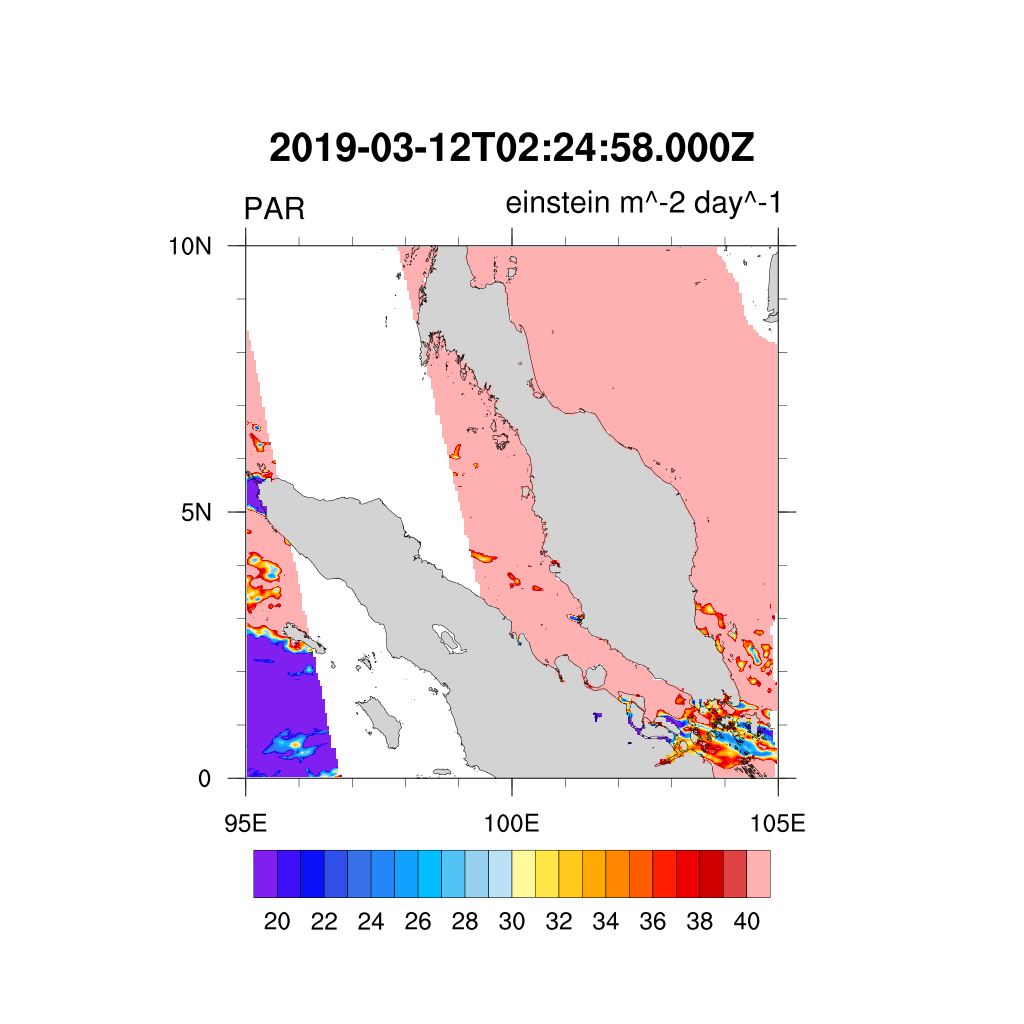 2019-03-12T02:24:58.000Z
PAR einstein m^-2 day^-1
10N
5N
0
95E 100E 105E
20 22 24 26 28 30 32 34 36 38 40